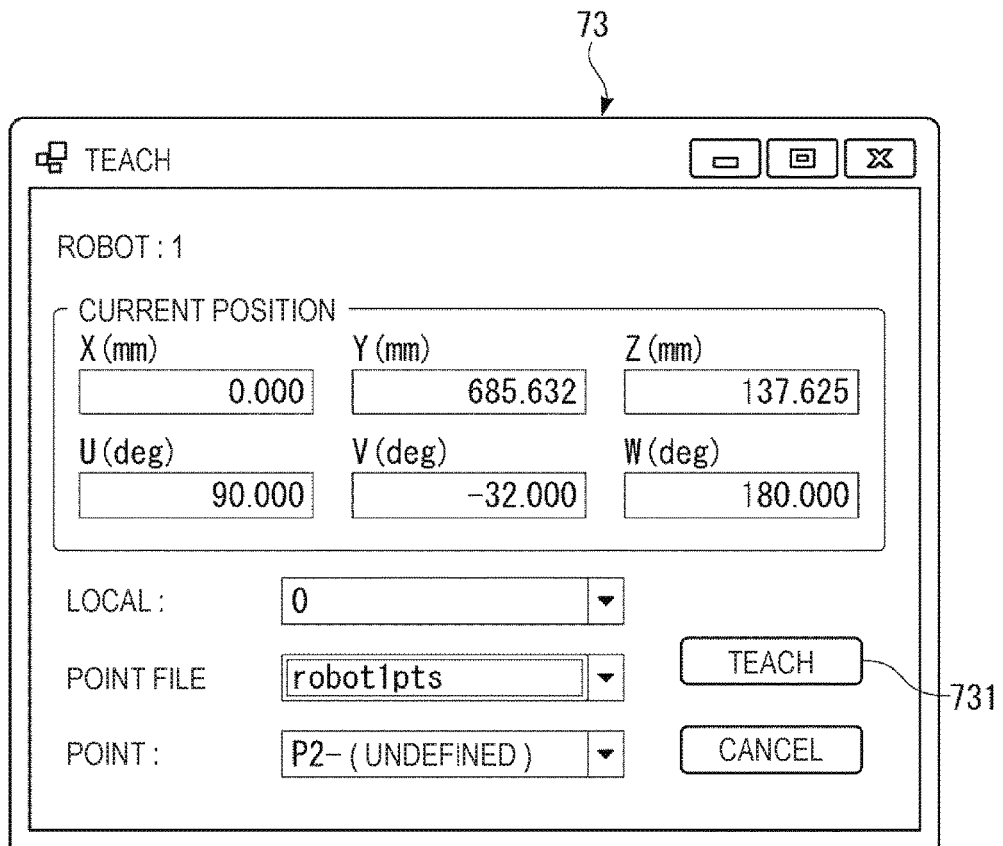 73
TEACH
ROBOT : 1
CURRENT POSITION
X (mm) Y (mm) Z (mm)
0.000 685.632 137.625
U (deg) V (deg) W (deg)
90.000 -32.000 180.000
LOCAL : 0
POINT FILE robot1pts TEACH
731
POINT : P2- ( UNDEFINED ) CANCEL